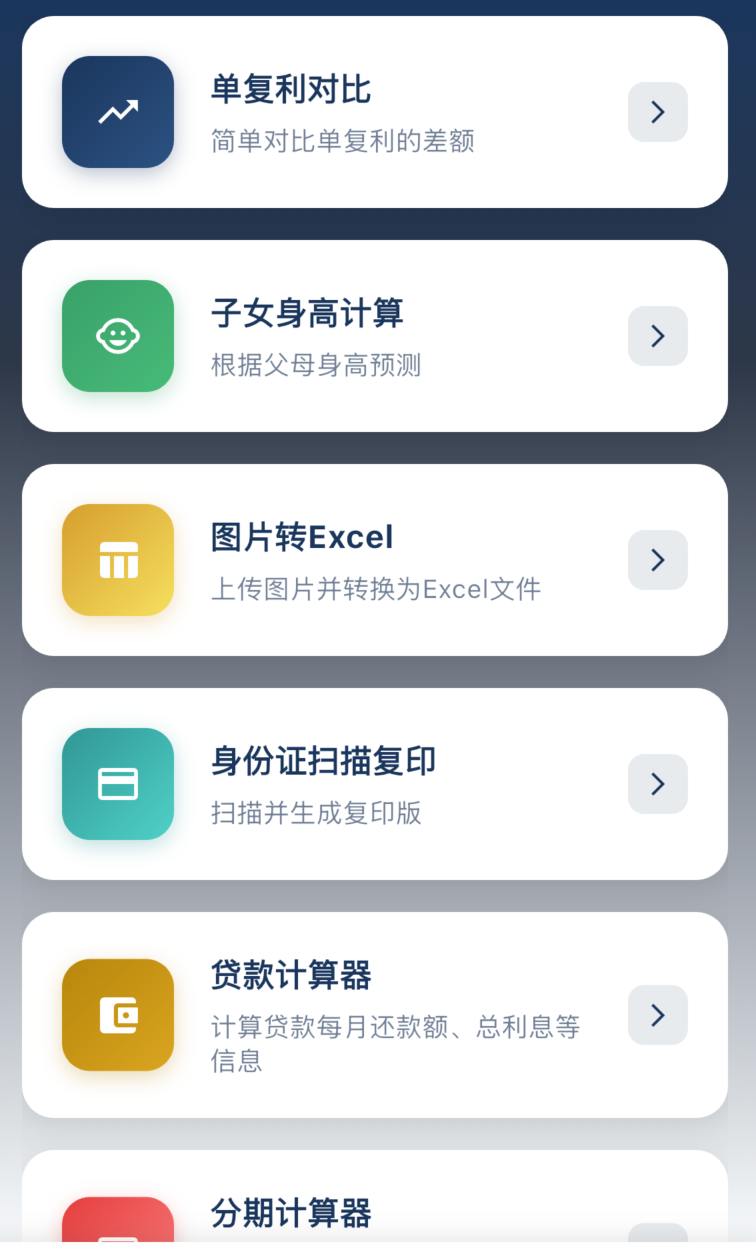 单复利对比
简单对比单复利的差额
子女身高计算
根据父母身高预测
图片转Excel
上传图片并转换为Excel文件
身份证扫描复印
扫描并生成复印版
贷款计算器
计算贷款每月还款额、总利息等
信息
分期计算器